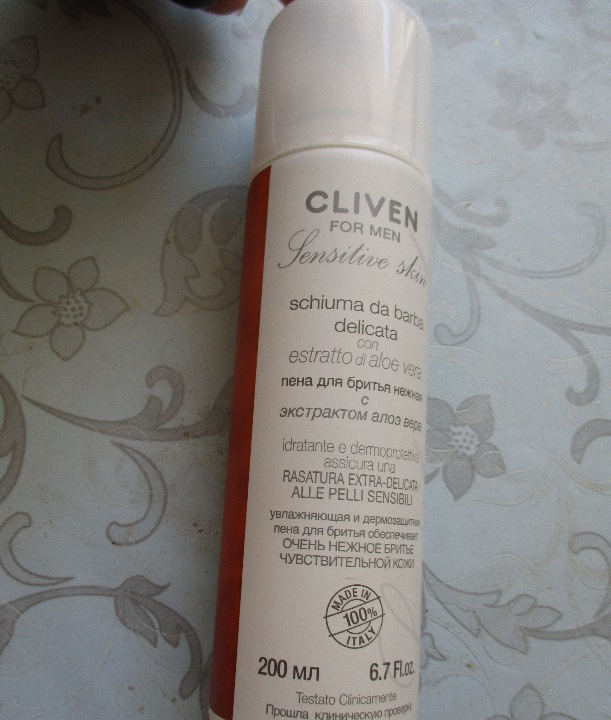 CLIVEN
FOR MEN
Sensitive skin
schiuma da barba
delicata
con
estratto di aloe vera
пена для бритья нежная
с
экстрактом алоэ вера
idratante e dermoprotettiva
assicura una
RASATURA EXTRA-DELICATA
ALLE PELLI SENSIBILI
увлажняющая и дермозащитная
пена для бритья обеспечивает
ОЧЕНЬ НЕЖНОЕ БРИТЬЕ
ЧУВСТВИТЕЛЬНОЙ КОЖИ
MADE IN
100%
ITALY
200 мл 6.7 Fl.oz.
Testato Clinicamente
Прошла клиническую проверку